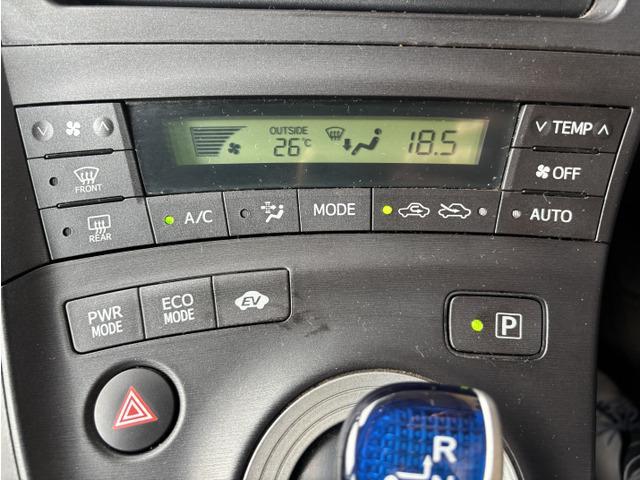 OUTSIDE
26°C
18.5
TEMP
FRONT
OFF
REAR
A/C
MODE
AUTO
PWR
MODE
ECO
MODE
EV
P
R
N